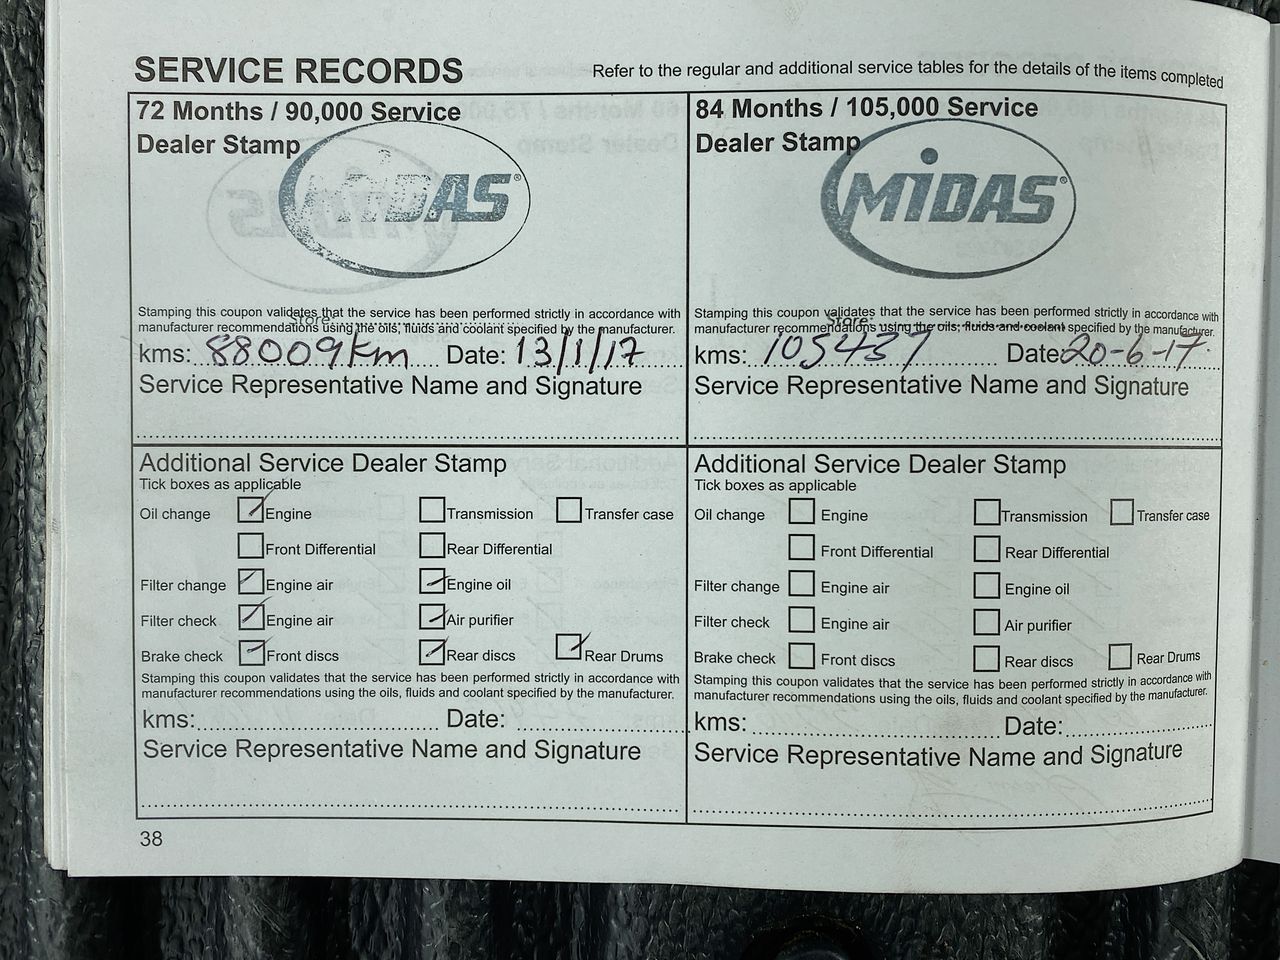 SERVICE RECORDS
Refer to the regular and additional service tables for the details of the items completed
72 Months / 90,000 Service
Dealer Stamp
MiDAS®
Store:
Stamping this coupon validates that the service has been performed strictly in accordance with
manufacturer recommendations using the oils, fluids and coolant specified by the manufacturer.
kms: 88009km Date: 13/1/17
Service Representative Name and Signature
84 Months / 105,000 Service
Dealer Stamp
MiDAS®
Store:
Stamping this coupon validates that the service has been performed strictly in accordance with
manufacturer recommendations using the oils, fluids and coolant specified by the manufacturer.
kms: 105437 Date: 20-6-17
Service Representative Name and Signature
Additional Service Dealer Stamp
Tick boxes as applicable
Oil change Engine Transmission Transfer case
Front Differential Rear Differential
Filter change Engine air Engine oil
Filter check Engine air Air purifier
Brake check Front discs Rear discs Rear Drums
Stamping this coupon validates that the service has been performed strictly in accordance with
manufacturer recommendations using the oils, fluids and coolant specified by the manufacturer.
kms: Date:
Service Representative Name and Signature
Additional Service Dealer Stamp
Tick boxes as applicable
Oil change Engine Transmission Transfer case
Front Differential Rear Differential
Filter change Engine air Engine oil
Filter check Engine air Air purifier
Brake check Front discs Rear discs Rear Drums
Stamping this coupon validates that the service has been performed strictly in accordance with
manufacturer recommendations using the oils, fluids and coolant specified by the manufacturer.
kms: Date:
Service Representative Name and Signature
38